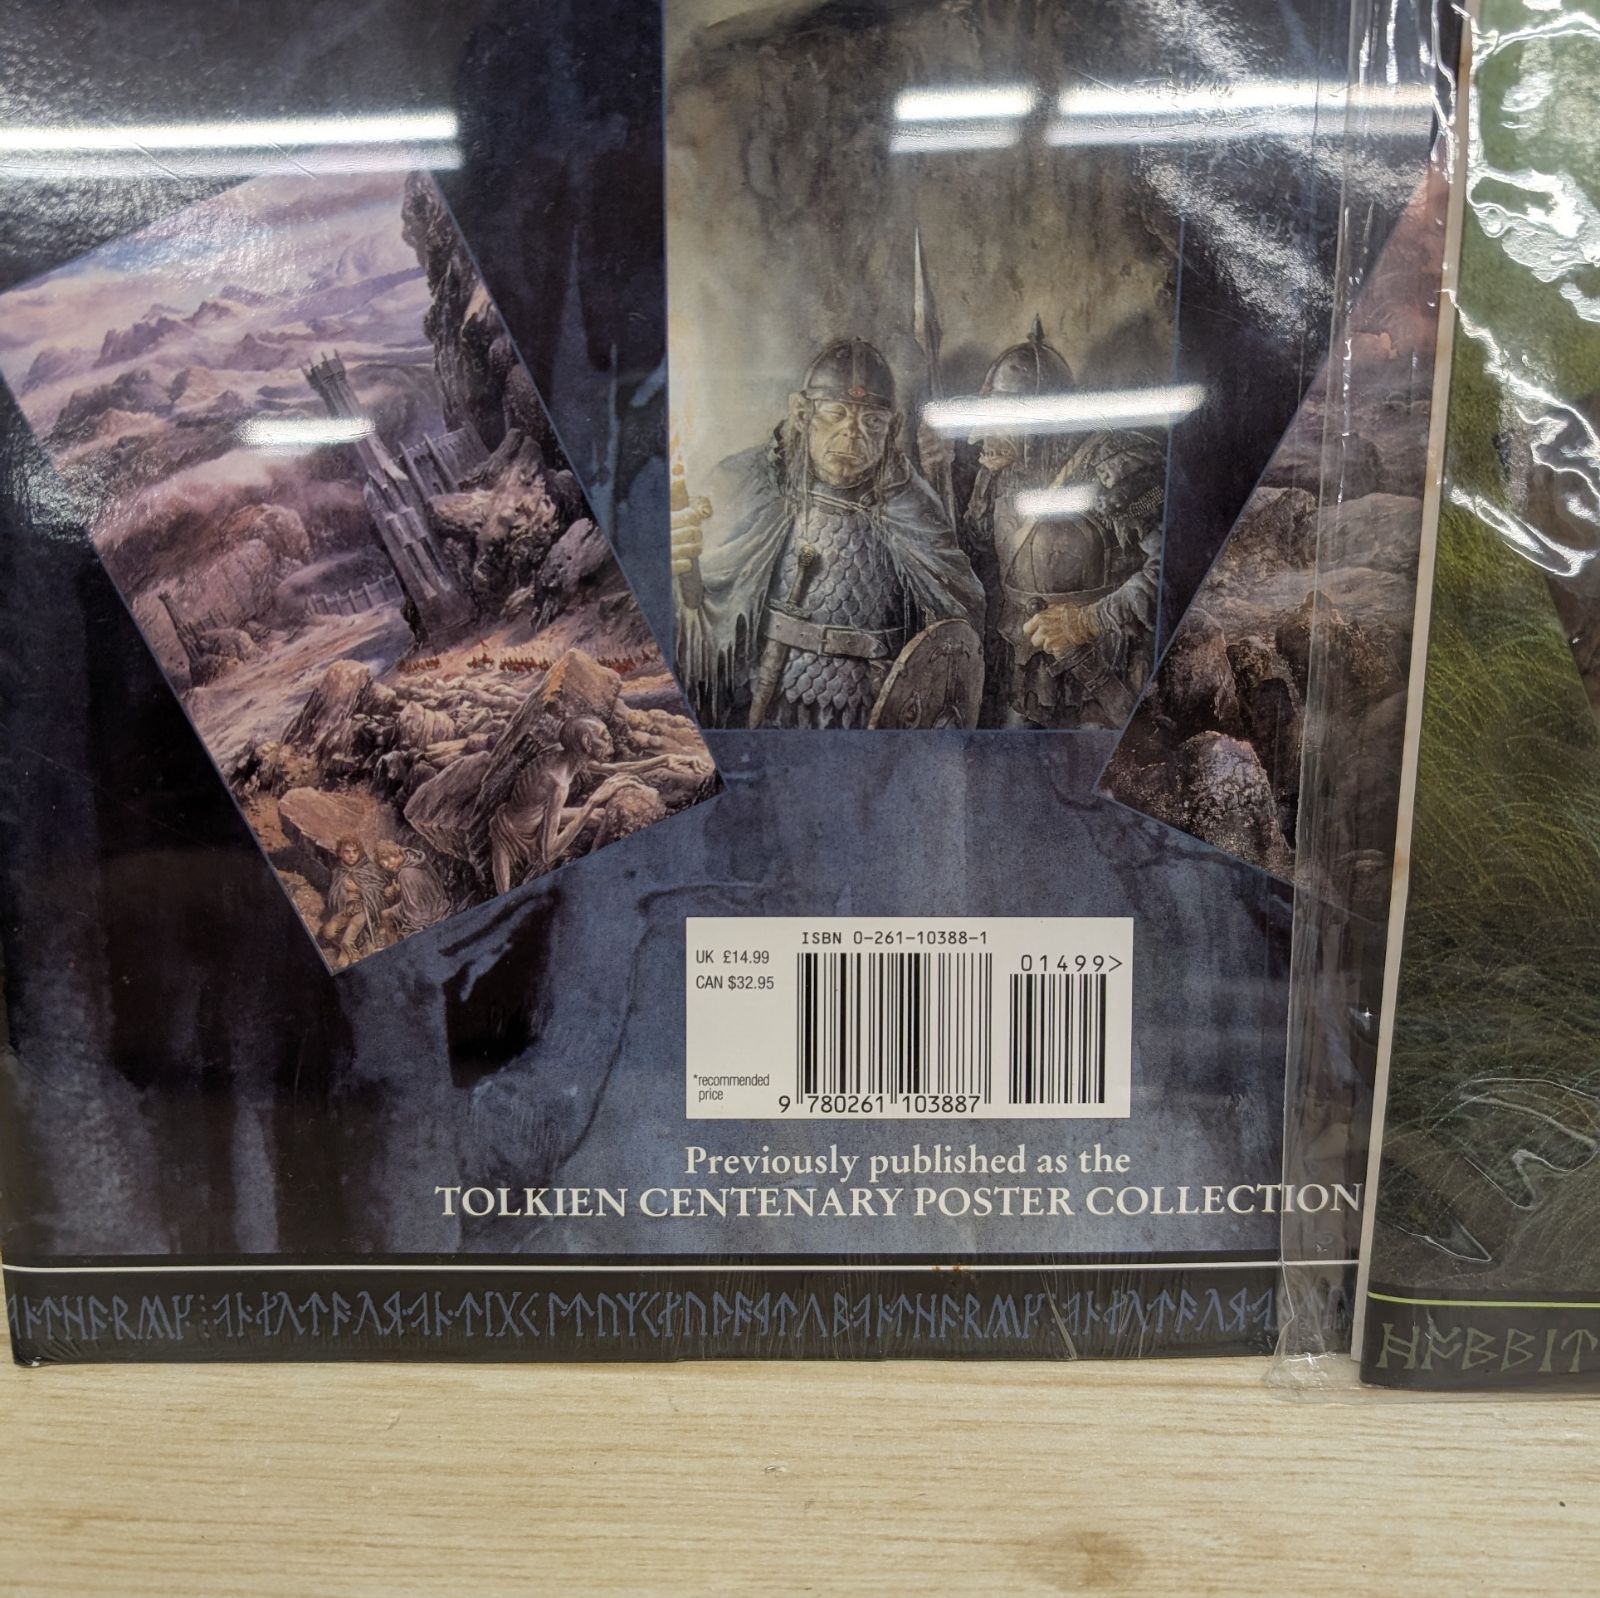 ISBN 0-261-10388-1
UK £14.99
CAN $32.95
01499>
*recommended
price
9 780261 103887
Previously published as the
TOLKIEN CENTENARY POSTER COLLECTION